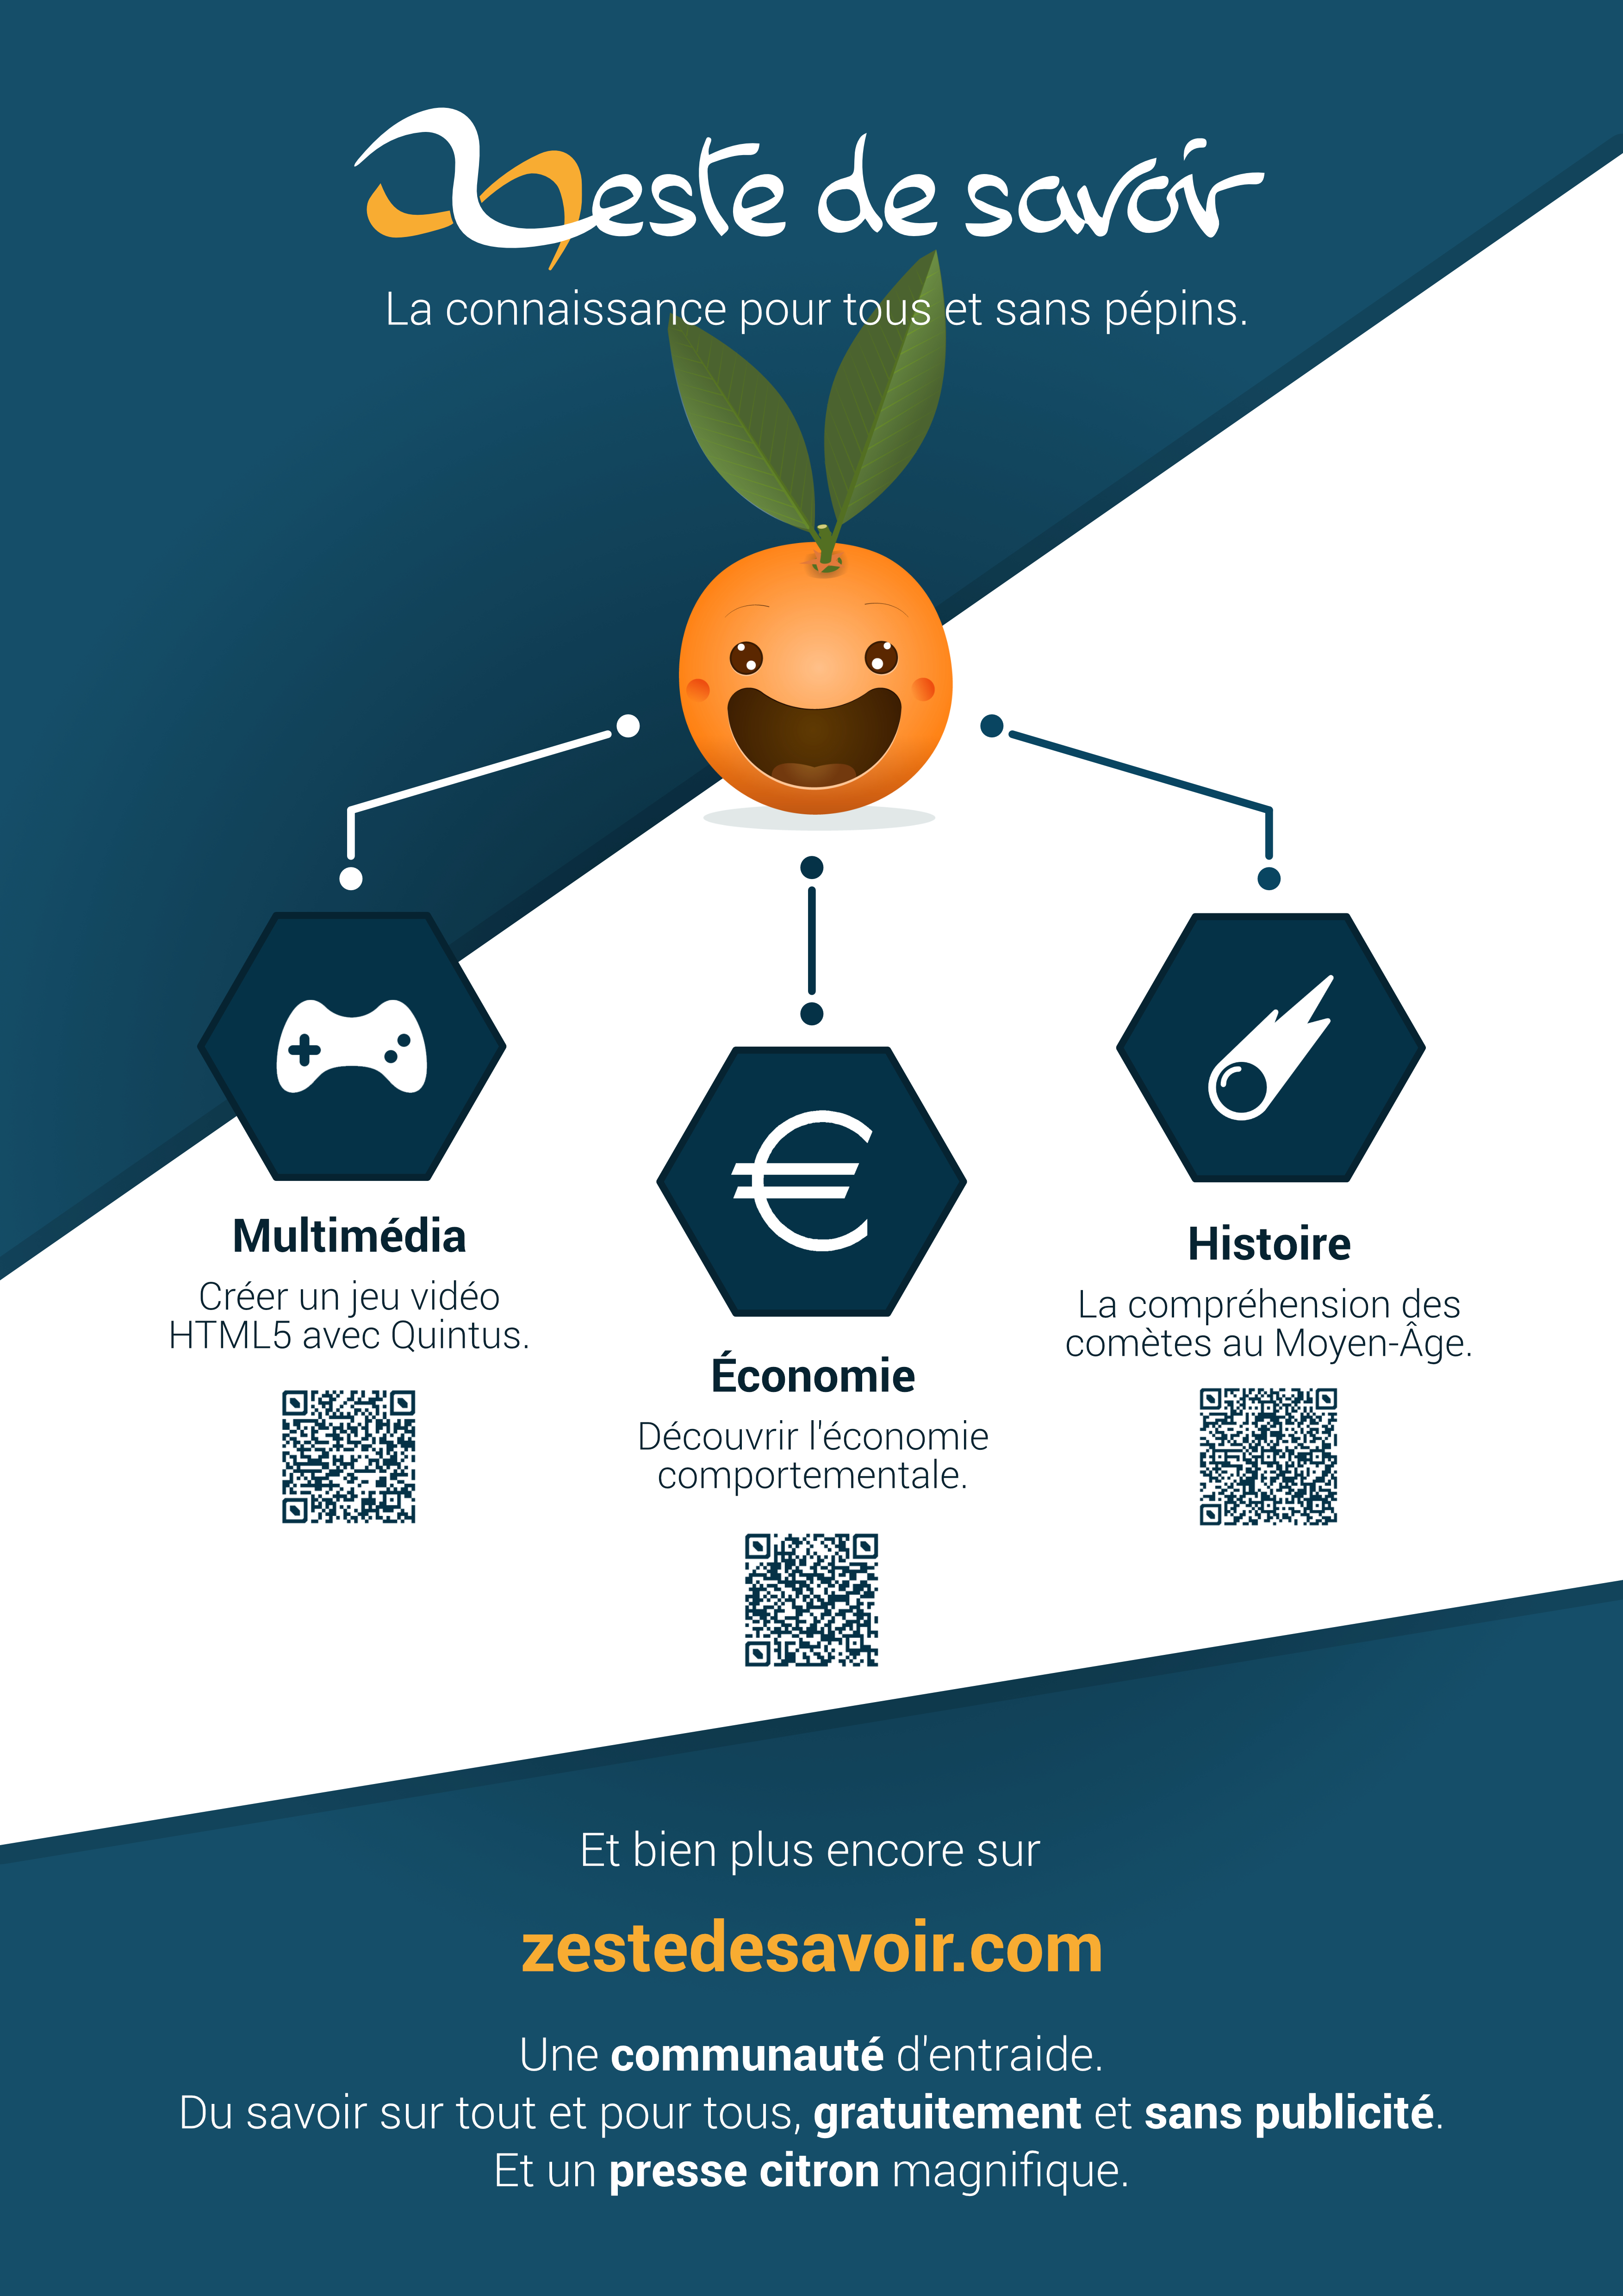 Zeste de savoir
La connaissance pour tous et sans pépins.
Multimédia
Créer un jeu vidéo
HTML5 avec Quintus.
Économie
Découvrir l'économie
comportementale.
Histoire
La compréhension des
comètes au Moyen-Âge.
Et bien plus encore sur
zestedesavoir.com
Une communauté d'entraide.
Du savoir sur tout et pour tous, gratuitement et sans publicité.
Et un presse citron magnifique.